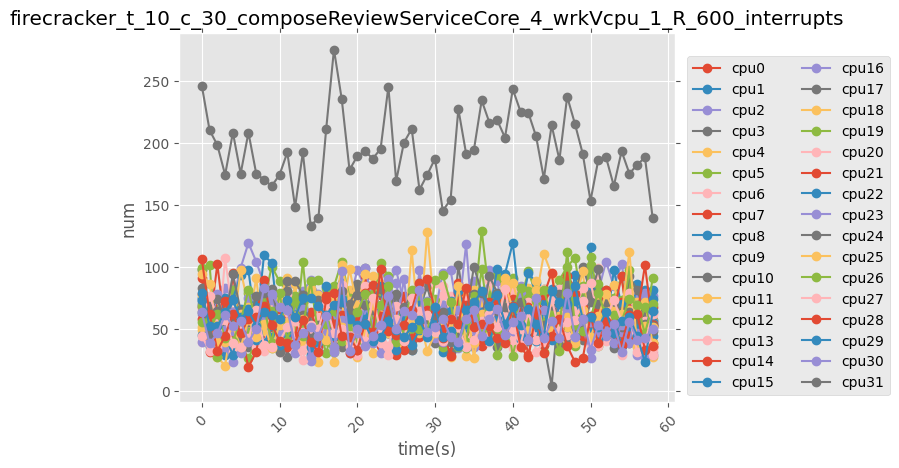 firecracker_t_10_c_30_composeReviewServiceCore_4_wrkVcpu_1_R_600_interrupts
num
250
200
150
100
50
0
0 10 20 30 40 50 60
time(s)
cpu0 cpu16
cpu1 cpu17
cpu2 cpu18
cpu3 cpu19
cpu4 cpu20
cpu5 cpu21
cpu6 cpu22
cpu7 cpu23
cpu8 cpu24
cpu9 cpu25
cpu10 cpu26
cpu11 cpu27
cpu12 cpu28
cpu13 cpu29
cpu14 cpu30
cpu15 cpu31